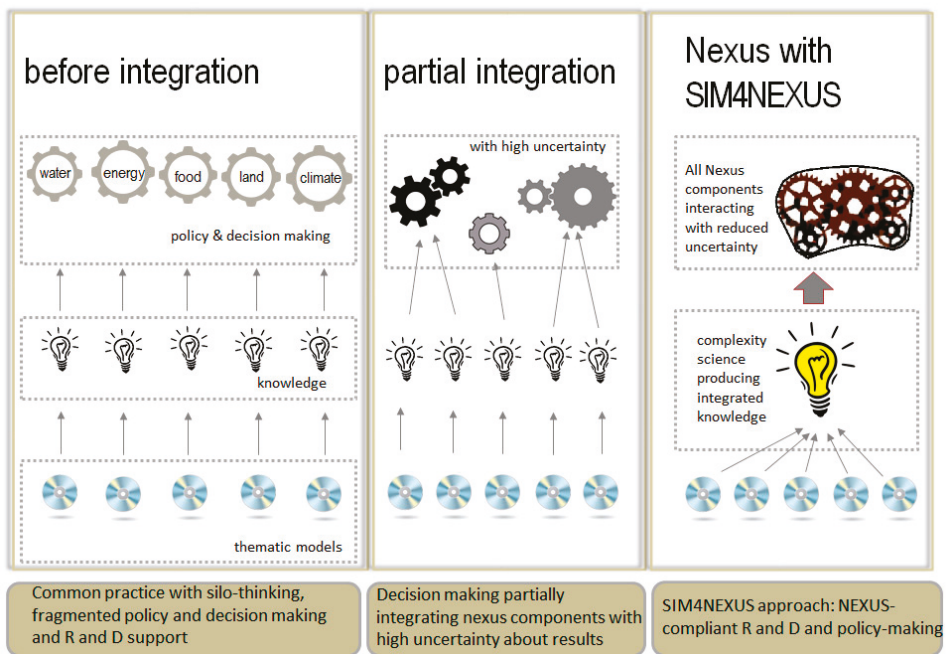 before integration
water
energy
food
land
climate
policy & decision making
knowledge
thematic models
Common practice with silo-thinking,
fragmented policy and decision making
and R and D support
partial integration
with high uncertainty
Decision making partially
integrating nexus components with
high uncertainty about results
Nexus with
SIM4NEXUS
All Nexus
components
interacting
with reduced
uncertainty
complexity
science
producing
integrated
knowledge
SIM4NEXUS approach: NEXUS-
compliant R and D and policy-making